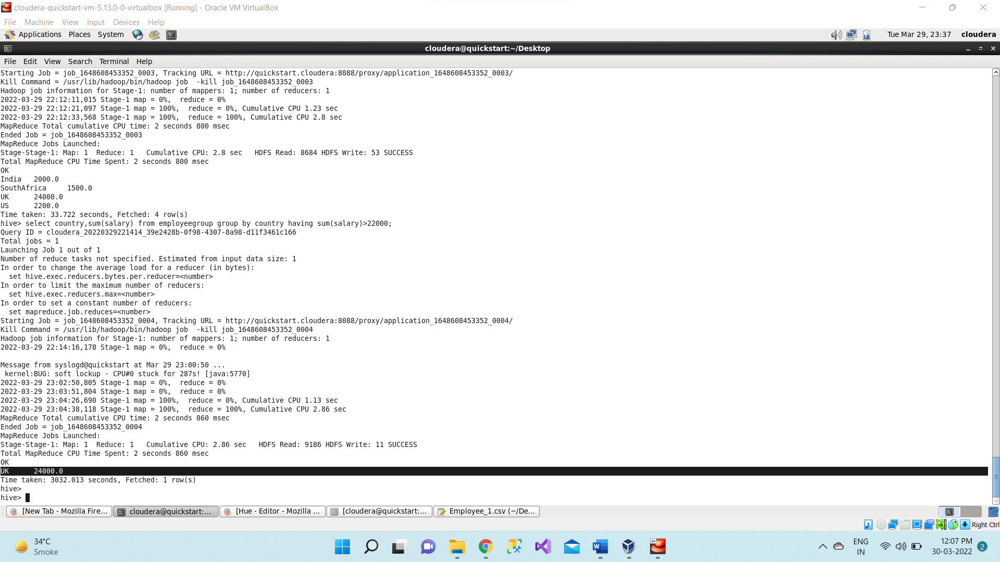 cloudera-quickstart-vm-5.13.0-0-virtualbox [Running] - Oracle VM VirtualBox
File Machine View Input Devices Help
Applications Places System Tue Mar 29, 23:37 cloudera
cloudera@quickstart:~/Desktop
File Edit View Search Terminal Help
Starting Job = job_1648608453352_0003, Tracking URL = http://quickstart.cloudera:8088/proxy/application_1648608453352_0003/
Kill Command = /usr/lib/hadoop/bin/hadoop job  -kill job_1648608453352_0003
Hadoop job information for Stage-1: number of mappers: 1; number of reducers: 1
2022-03-29 22:12:11,015 Stage-1 map = 0%,  reduce = 0%
2022-03-29 22:12:21,097 Stage-1 map = 100%,  reduce = 0%, Cumulative CPU 1.23 sec
2022-03-29 22:12:33,568 Stage-1 map = 100%,  reduce = 100%, Cumulative CPU 2.8 sec
MapReduce Total cumulative CPU time: 2 seconds 800 msec
Ended Job = job_1648608453352_0003
MapReduce Jobs Launched:
Stage-Stage-1: Map: 1  Reduce: 1   Cumulative CPU: 2.8 sec   HDFS Read: 8684 HDFS Write: 53 SUCCESS
Total MapReduce CPU Time Spent: 2 seconds 800 msec
OK
India   2000.0
SouthAfrica     1500.0
UK      24000.0
US      2200.0
Time taken: 33.722 seconds, Fetched: 4 row(s)
hive> select country,sum(salary) from employeegroup group by country having sum(salary)>22000;
Query ID = cloudera_20220329221414_39e2428b-0f98-4307-8a98-d11f3461c166
Total jobs = 1
Launching Job 1 out of 1
Number of reduce tasks not specified. Estimated from input data size: 1
In order to change the average load for a reducer (in bytes):
  set hive.exec.reducers.bytes.per.reducer=<number>
In order to limit the maximum number of reducers:
  set hive.exec.reducers.max=<number>
In order to set a constant number of reducers:
  set mapreduce.job.reduces=<number>
Starting Job = job_1648608453352_0004, Tracking URL = http://quickstart.cloudera:8088/proxy/application_1648608453352_0004/
Kill Command = /usr/lib/hadoop/bin/hadoop job  -kill job_1648608453352_0004
Hadoop job information for Stage-1: number of mappers: 1; number of reducers: 1
2022-03-29 22:14:16,178 Stage-1 map = 0%,  reduce = 0%
Message from syslogd@quickstart at Mar 29 23:00:50 ...
 kernel:BUG: soft lockup - CPU#0 stuck for 287s! [java:5770]
2022-03-29 23:02:50,805 Stage-1 map = 0%,  reduce = 0%
2022-03-29 23:03:51,804 Stage-1 map = 0%,  reduce = 0%
2022-03-29 23:04:26,690 Stage-1 map = 100%,  reduce = 0%, Cumulative CPU 1.13 sec
2022-03-29 23:04:38,118 Stage-1 map = 100%,  reduce = 100%, Cumulative CPU 2.86 sec
MapReduce Total cumulative CPU time: 2 seconds 860 msec
Ended Job = job_1648608453352_0004
MapReduce Jobs Launched:
Stage-Stage-1: Map: 1  Reduce: 1   Cumulative CPU: 2.86 sec   HDFS Read: 9186 HDFS Write: 11 SUCCESS
Total MapReduce CPU Time Spent: 2 seconds 860 msec
OK
UK      24000.0
Time taken: 3032.013 seconds, Fetched: 1 row(s)
hive>
hive>
[New Tab - Mozilla Fire... cloudera@quickstart:... [Hue - Editor - Mozilla ... [cloudera@quickstart:... Employee_1.csv (~/De...
Right Ctrl
34°C
Smoke
64
ENG
IN
12:07 PM
30-03-2022
2